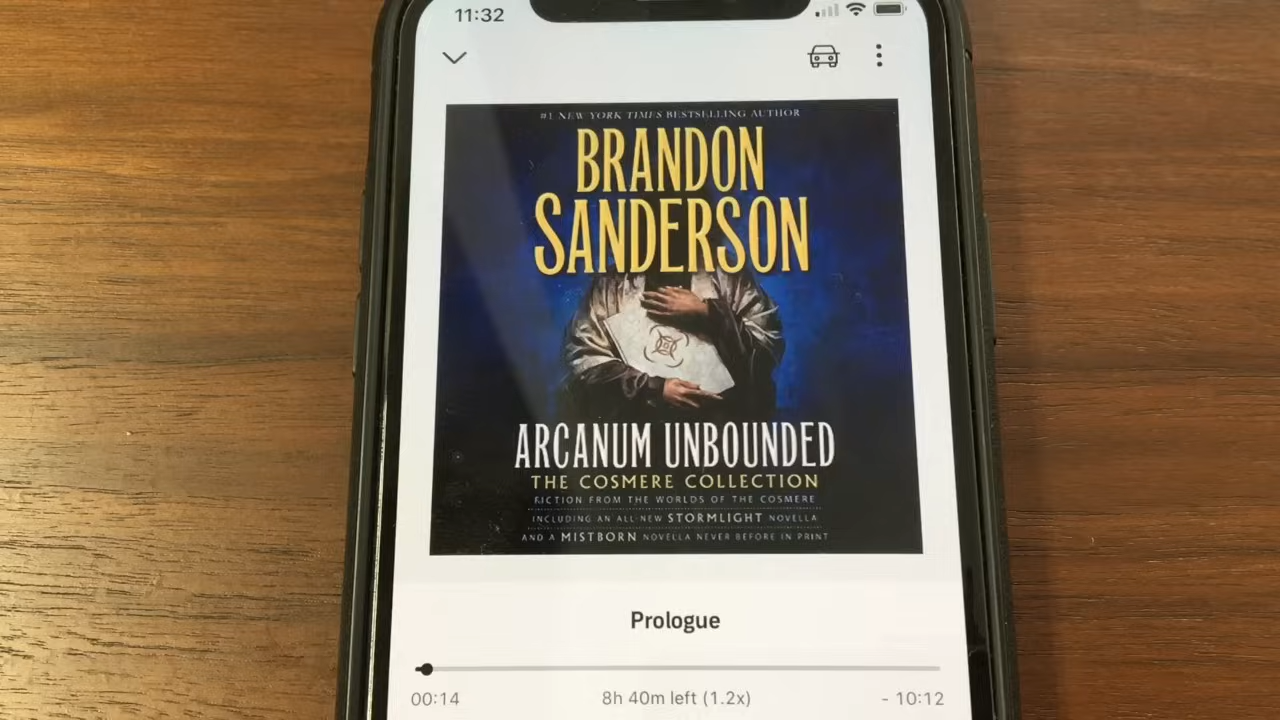 11:32
#1 NEW YORK TIMES BESTSELLING AUTHOR
BRANDON
SANDERSON
ARCANUM UNBOUNDED
THE COSMERE COLLECTION
FICTION FROM THE WORLDS OF THE COSMERE
INCLUDING AN ALL-NEW STORMLIGHT NOVELLA
AND A MISTBORN NOVELLA NEVER BEFORE IN PRINT
Prologue
00:14 8h 40m left (1.2x) - 10:12